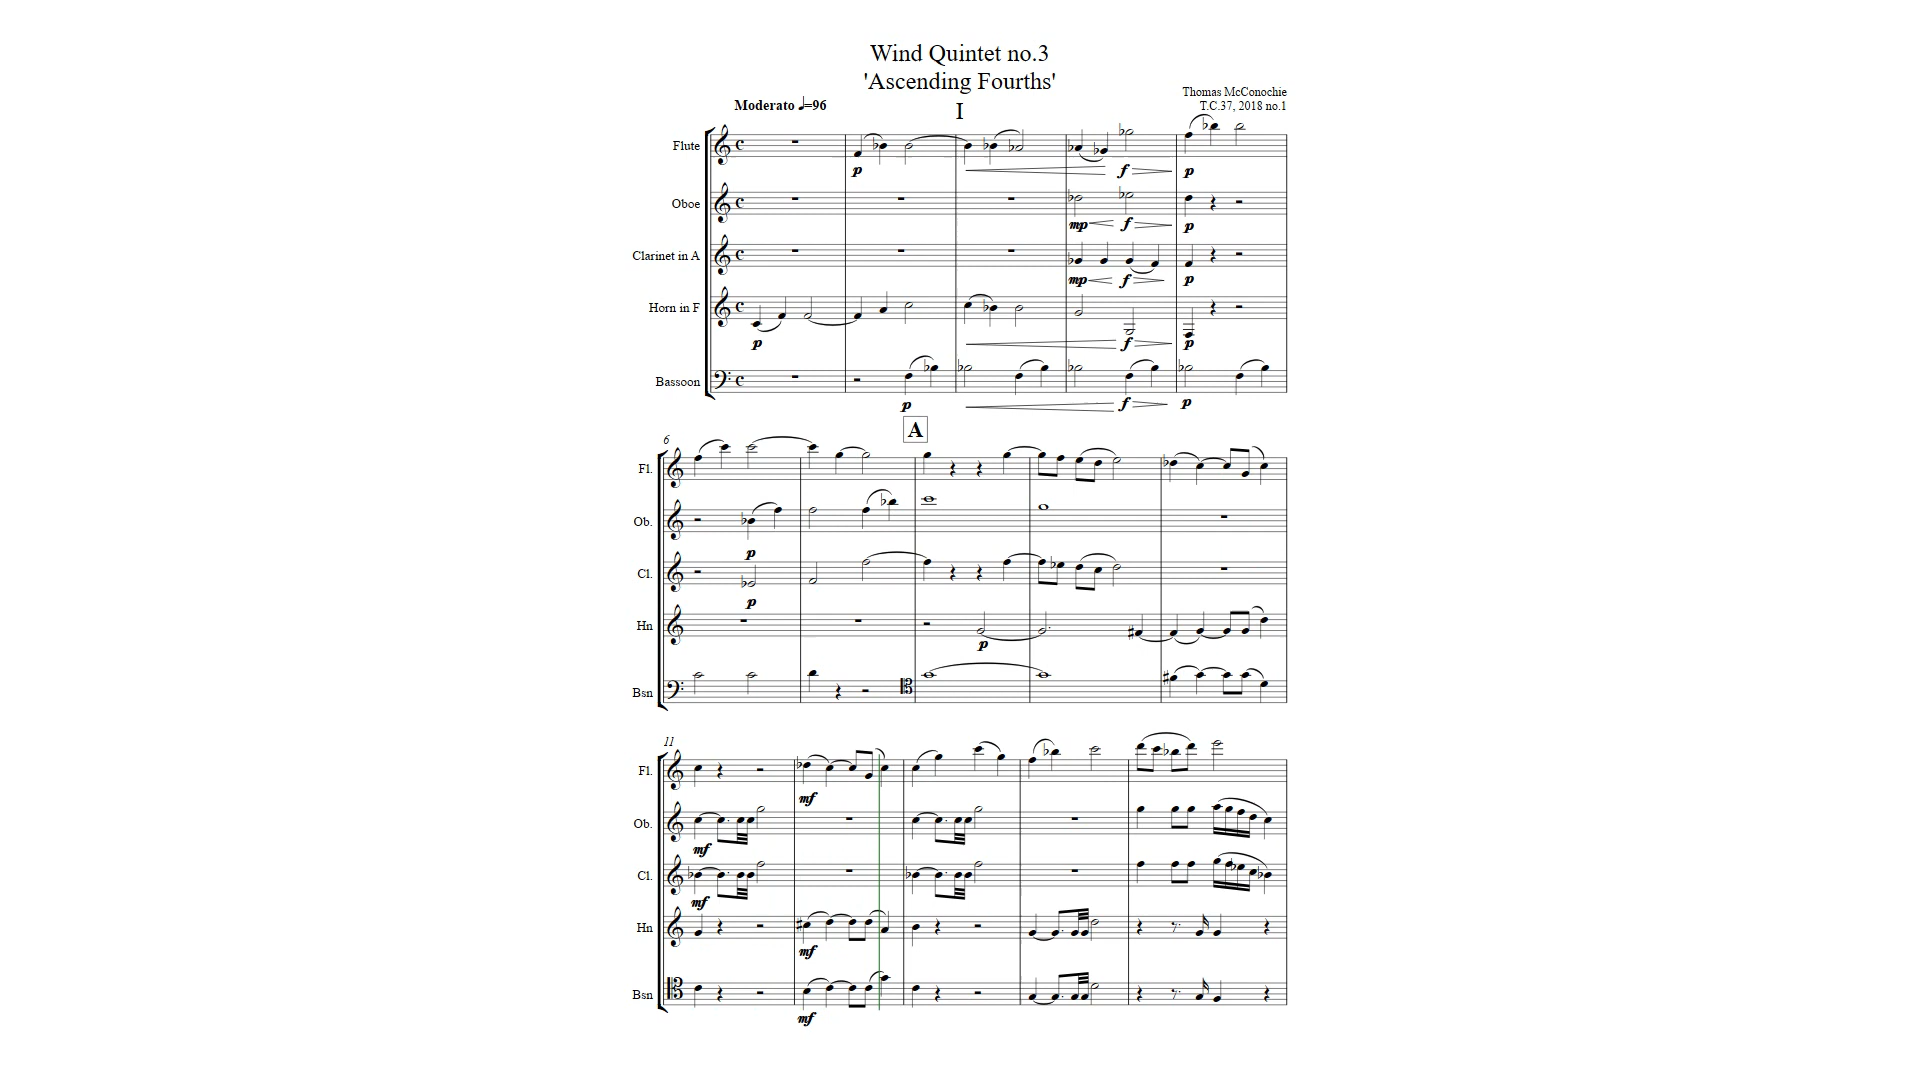 Wind Quintet no.3
'Ascending Fourths'
I
Thomas McConochie
T.C.37, 2018 no.1
Moderato 𝅗𝅥=96
Flute
p
f
p
Oboe
mp
f
p
Clarinet in A
mp
f
p
Horn in F
p
f
p
Bassoon
p
f
p
A
6
Fl.
Ob.
p
Cl.
p
Hn
p
Bsn
11
Fl.
mf
Ob.
mf
Cl.
mf
Hn
mf
Bsn
mf